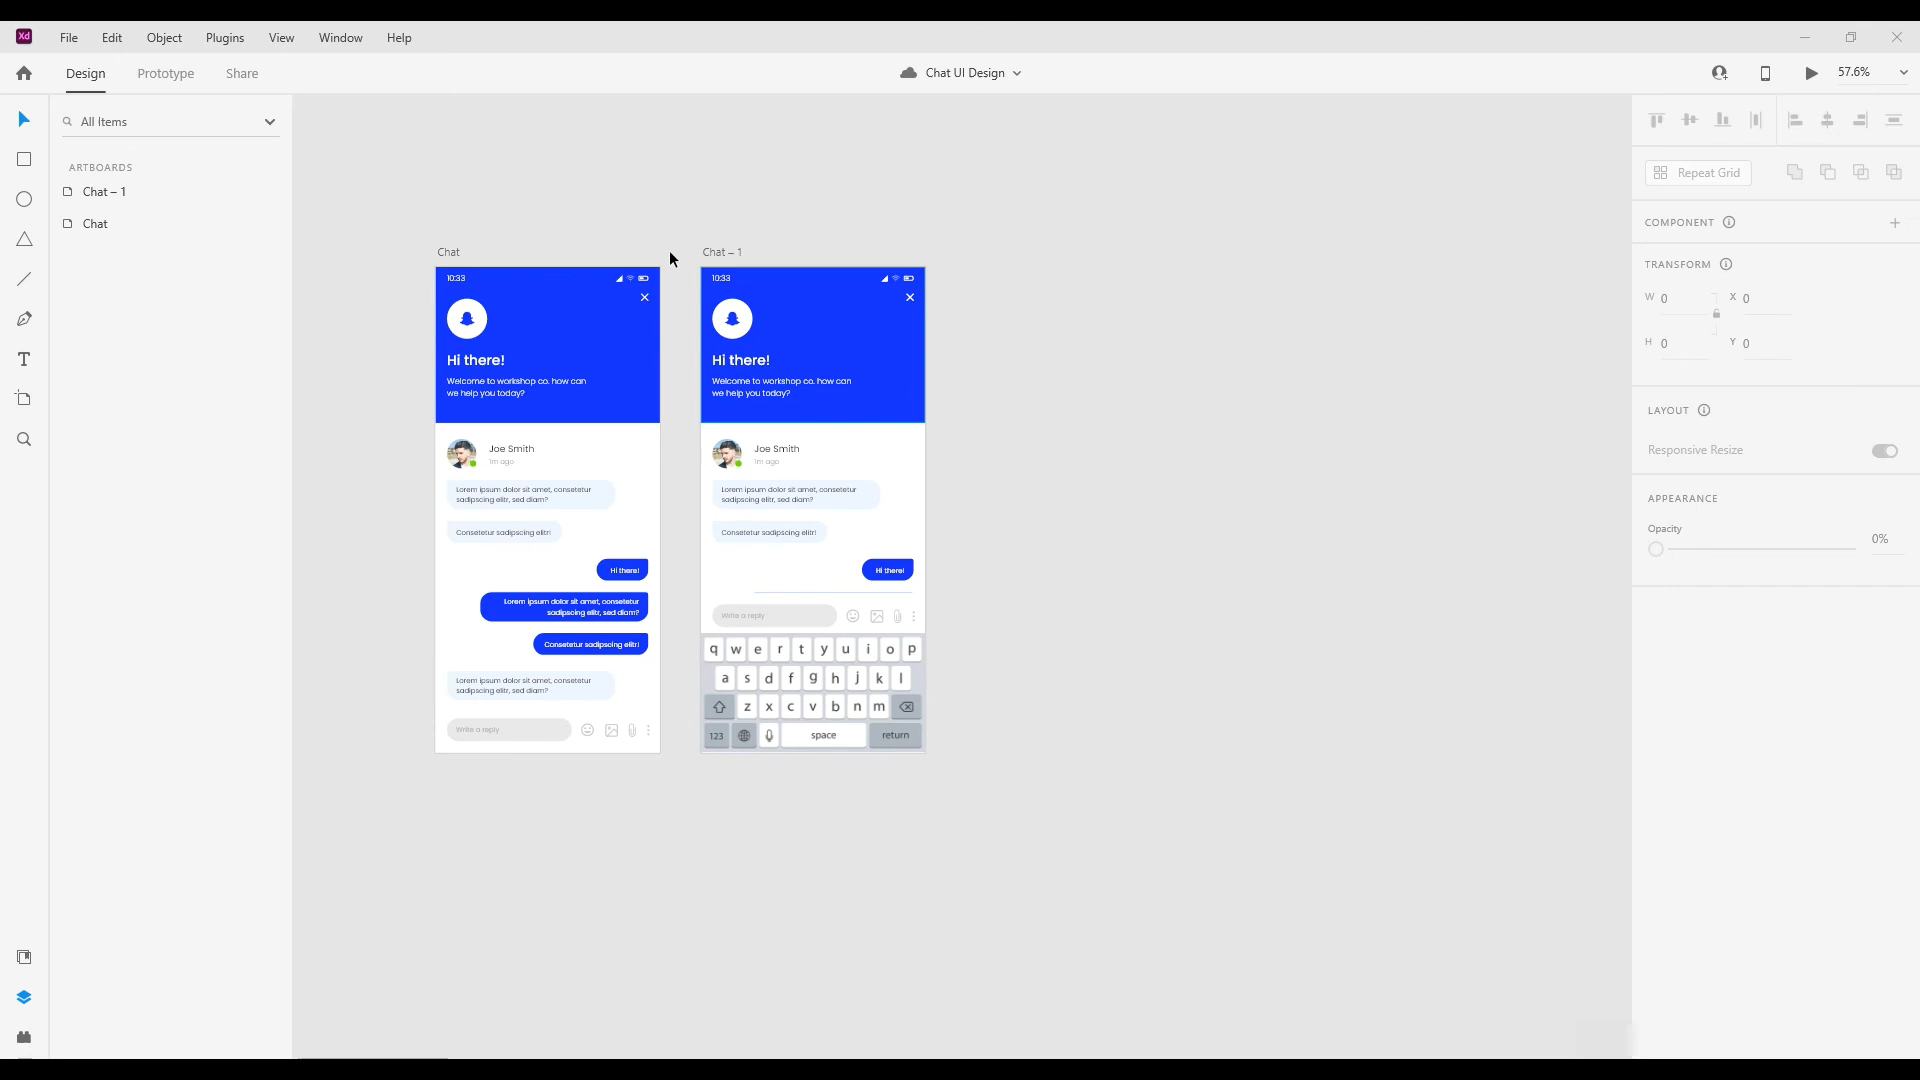 Xd
File Edit Object Plugins View Window Help
Design Prototype Share
Chat UI Design
57.6%
All Items
ARTBOARDS
Chat – 1
Chat
Chat
10:33
Hi there!
Welcome to workshop co. how can
we help you today?
Joe Smith
1m ago
Lorem ipsum dolor sit amet, consetetur
sadipscing elitr, sed diam?
Consetetur sadipscing elitr!
Hi there!
Lorem ipsum dolor sit amet, consetetur
sadipscing elitr, sed diam?
Consetetur sadipscing elitr!
Lorem ipsum dolor sit amet, consetetur
sadipscing elitr, sed diam?
Write a reply
Chat – 1
10:33
Hi there!
Welcome to workshop co. how can
we help you today?
Joe Smith
1m ago
Lorem ipsum dolor sit amet, consetetur
sadipscing elitr, sed diam?
Consetetur sadipscing elitr!
Hi there!
Write a reply
q w e r t y u i o p
a s d f g h j k l
z x c v b n m
123 space return
Repeat Grid
COMPONENT
TRANSFORM
W 0 X 0
H 0 Y 0
LAYOUT
Responsive Resize
APPEARANCE
Opacity
0%